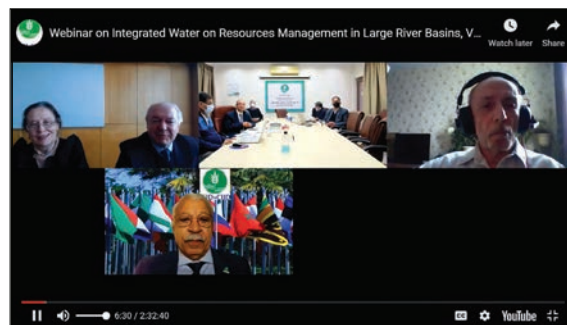 Webinar on Integrated Water on Resources Management in Large River Basins, V...
Watch later
Share
6:30 / 2:32:40
CC
YouTube